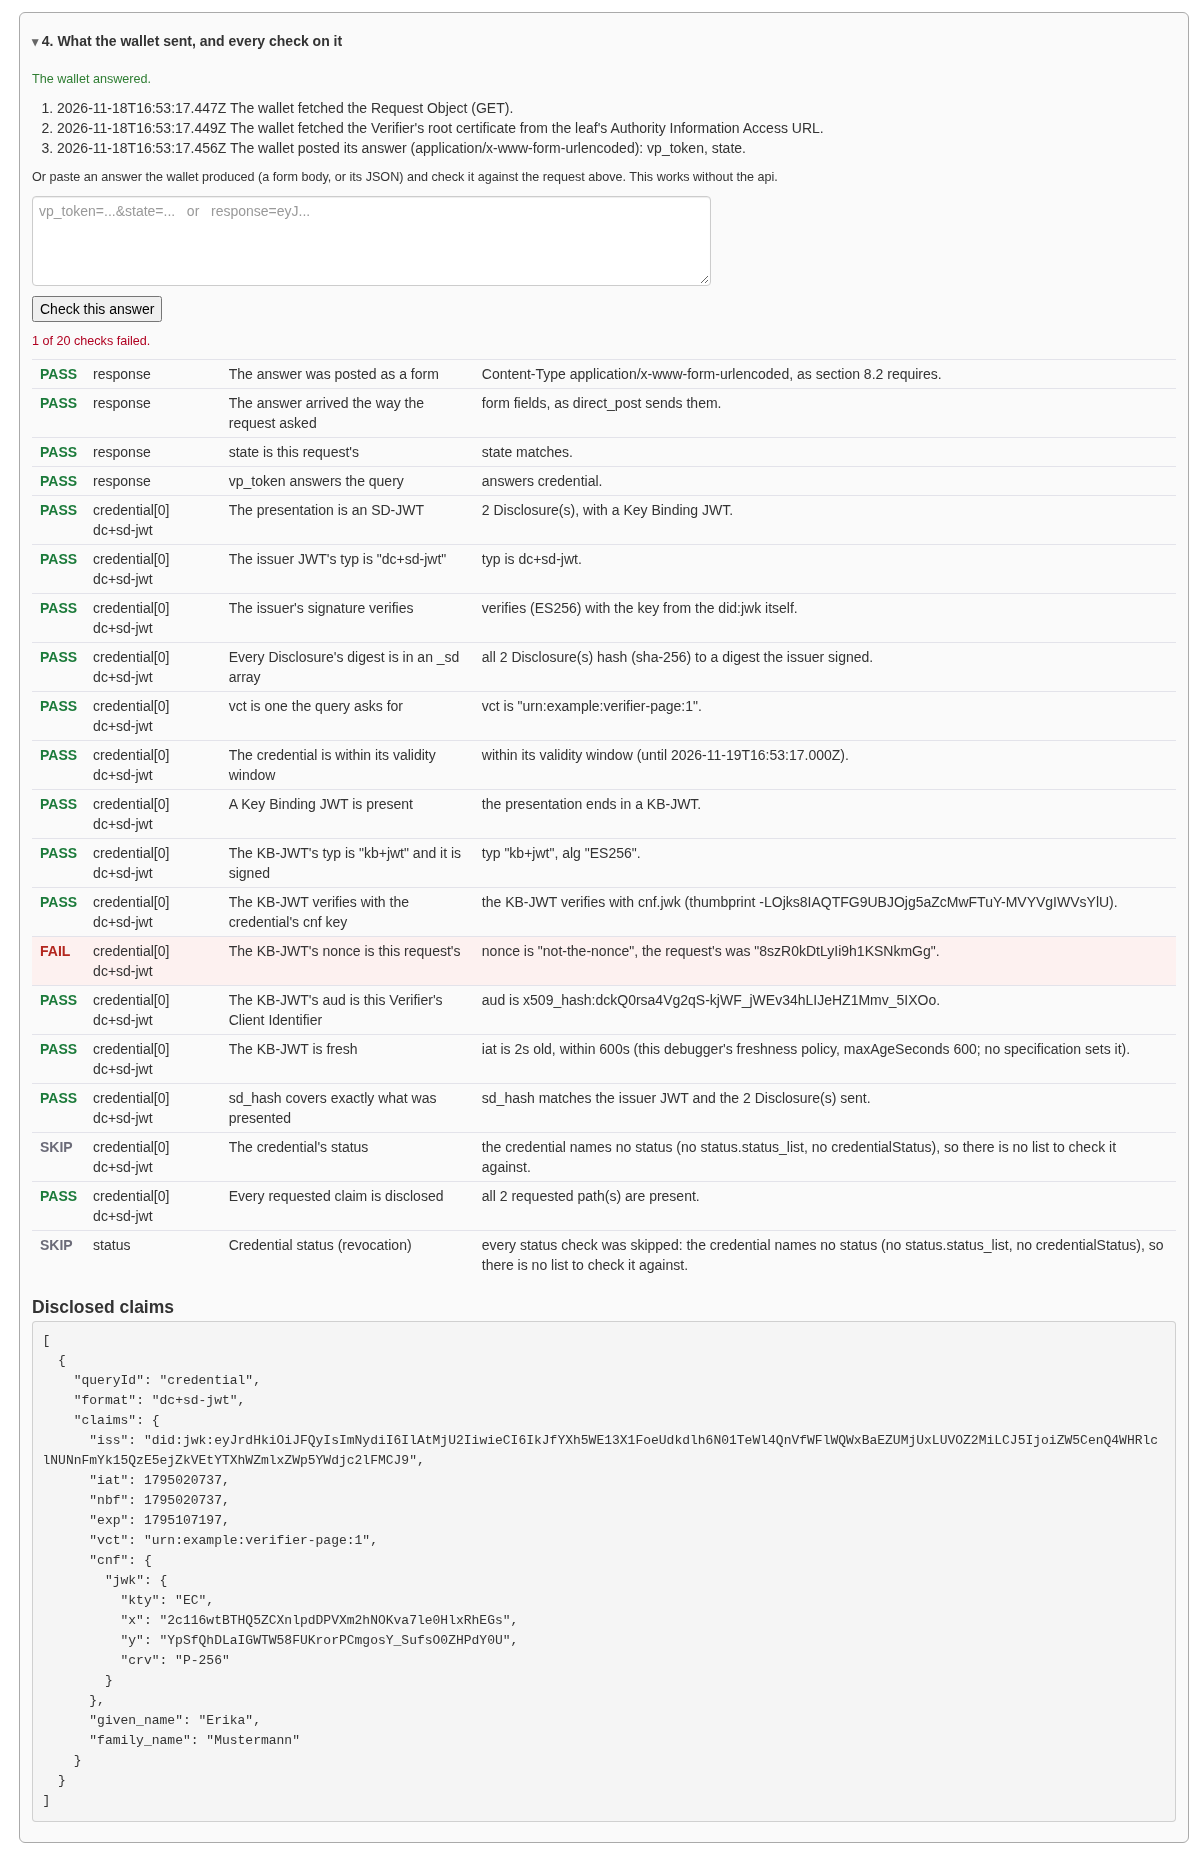 ▾ 4. What the wallet sent, and every check on it
The wallet answered.
1. 2026-11-18T16:53:17.447Z The wallet fetched the Request Object (GET).
2. 2026-11-18T16:53:17.449Z The wallet fetched the Verifier's root certificate from the leaf's Authority Information Access URL.
3. 2026-11-18T16:53:17.456Z The wallet posted its answer (application/x-www-form-urlencoded): vp_token, state.
Or paste an answer the wallet produced (a form body, or its JSON) and check it against the request above. This works without the api.
vp_token=...&state=... or response=eyJ...
Check this answer
1 of 20 checks failed.
PASS response The answer was posted as a form Content-Type application/x-www-form-urlencoded, as section 8.2 requires.
PASS response The answer arrived the way the form fields, as direct_post sends them.
request asked
PASS response state is this request's state matches.
PASS response vp_token answers the query answers credential.
PASS credential[0] The presentation is an SD-JWT 2 Disclosure(s), with a Key Binding JWT.
dc+sd-jwt
PASS credential[0] The issuer JWT's typ is "dc+sd-jwt" typ is dc+sd-jwt.
dc+sd-jwt
PASS credential[0] The issuer's signature verifies verifies (ES256) with the key from the did:jwk itself.
dc+sd-jwt
PASS credential[0] Every Disclosure's digest is in an _sd all 2 Disclosure(s) hash (sha-256) to a digest the issuer signed.
dc+sd-jwt array
PASS credential[0] vct is one the query asks for vct is "urn:example:verifier-page:1".
dc+sd-jwt
PASS credential[0] The credential is within its validity within its validity window (until 2026-11-19T16:53:17.000Z).
dc+sd-jwt window
PASS credential[0] A Key Binding JWT is present the presentation ends in a KB-JWT.
dc+sd-jwt
PASS credential[0] The KB-JWT's typ is "kb+jwt" and it is typ "kb+jwt", alg "ES256".
dc+sd-jwt signed
PASS credential[0] The KB-JWT verifies with the the KB-JWT verifies with cnf.jwk (thumbprint -LOjks8IAQTFG9UBJOjg5aZcMwFTuY-MVYVgIWVsYlU).
dc+sd-jwt credential's cnf key
FAIL credential[0] The KB-JWT's nonce is this request's nonce is "not-the-nonce", the request's was "8szR0kDtLyIi9h1KSNkmGg".
dc+sd-jwt
PASS credential[0] The KB-JWT's aud is this Verifier's aud is x509_hash:dckQ0rsa4Vg2qS-kjWF_jWEv34hLIJeHZ1Mmv_5IXOo.
dc+sd-jwt Client Identifier
PASS credential[0] The KB-JWT is fresh iat is 2s old, within 600s (this debugger's freshness policy, maxAgeSeconds 600; no specification sets it).
dc+sd-jwt
PASS credential[0] sd_hash covers exactly what was sd_hash matches the issuer JWT and the 2 Disclosure(s) sent.
dc+sd-jwt presented
SKIP credential[0] The credential's status the credential names no status (no status.status_list, no credentialStatus), so there is no list to check it
dc+sd-jwt against.
PASS credential[0] Every requested claim is disclosed all 2 requested path(s) are present.
dc+sd-jwt
SKIP status Credential status (revocation) every status check was skipped: the credential names no status (no status.status_list, no credentialStatus), so
there is no list to check it against.
Disclosed claims
[
{
"queryId": "credential",
"format": "dc+sd-jwt",
"claims": {
"iss": "did:jwk:eyJrdHkiOiJFQyIsImNydiI6IlAtMjU2IiwieCI6IkJfYXh5WE13X1FoeUdkdlh6N01TeWl4QnVfWFlWQWxBaEZUMjUxLUVOZ2MiLCJ5IjoiZW5CenQ4WHRlc
lNUNnFmYk15QzE5ejZkVEtYTXhWZmlxZWp5YWdjc2lFMCJ9",
"iat": 1795020737,
"nbf": 1795020737,
"exp": 1795107197,
"vct": "urn:example:verifier-page:1",
"cnf": {
"jwk": {
"kty": "EC",
"x": "2c116wtBTHQ5ZCXnlpdDPVXm2hNOKva7le0HlxRhEGs",
"y": "YpSfQhDLaIGWTW58FUKrorPCmgosY_SufsO0ZHPdY0U",
"crv": "P-256"
}
},
"given_name": "Erika",
"family_name": "Mustermann"
}
}
]